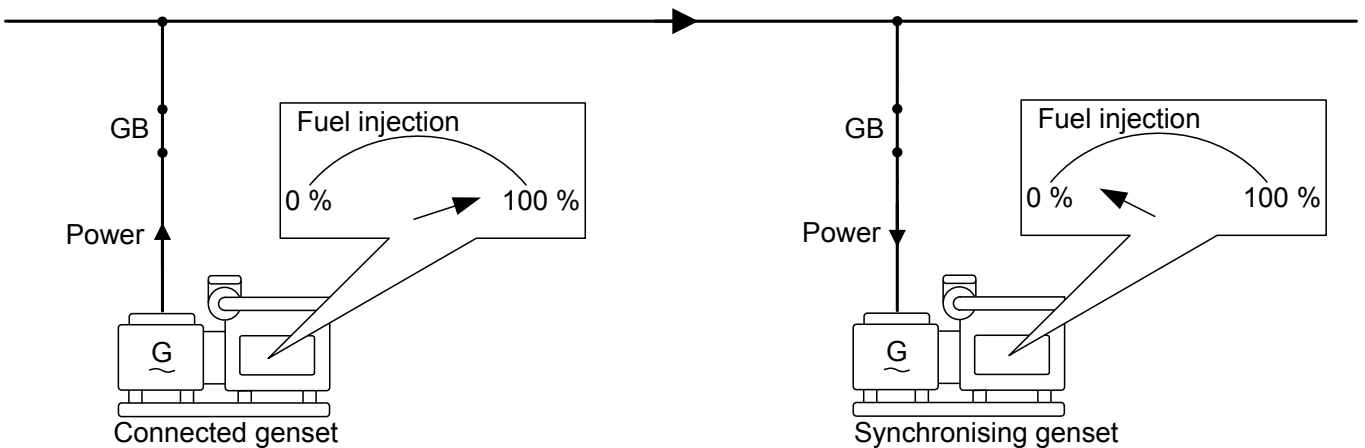 GB
Fuel injection
0 %
100 %
Power
G
Connected genset
GB
Fuel injection
0 %
100 %
Power
G
Synchronising genset